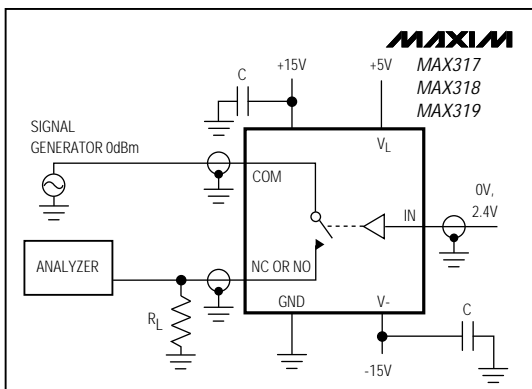 MAXIM
MAX317
MAX318
MAX319
+15V
+5V
C
SIGNAL
GENERATOR 0dBm
VL
COM
0V,
2.4V
IN
ANALYZER
NC OR NO
RL
GND
V-
C
-15V